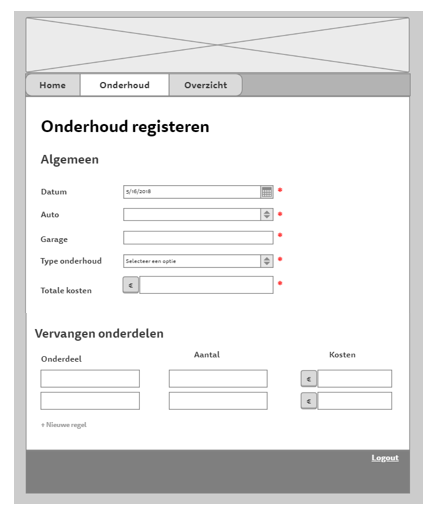 Home Onderhoud Overzicht
Onderhoud registeren
Algemeen
Datum 5/16/2018 *
Auto *
Garage *
Type onderhoud Selecteer een optie *
Totale kosten € *
Vervangen onderdelen
Onderdeel Aantal Kosten
€
€
+ Nieuwe regel
Logout